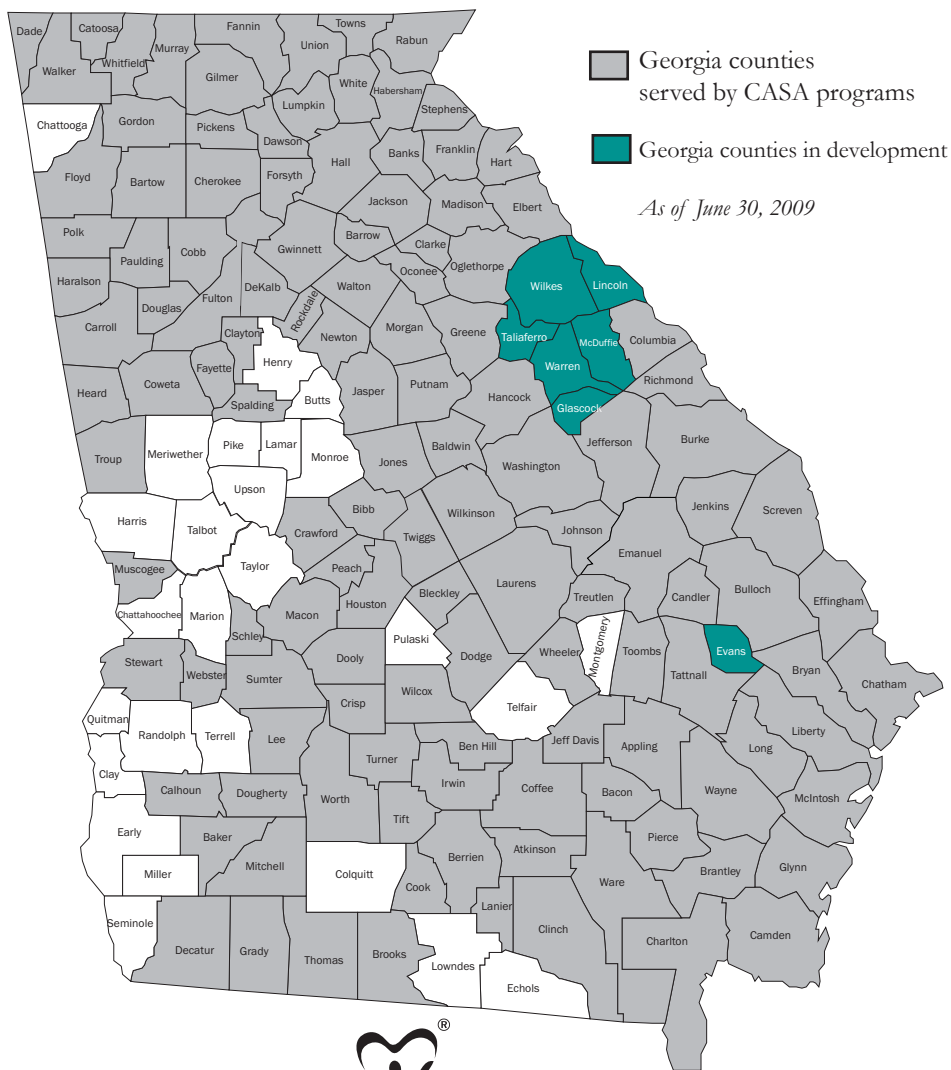 Dade
Catoosa
Fannin
Towns
Rabun
Union
Murray
Whitfield
Walker
Gilmer
White
Habersham
Lumpkin
Stephens
Chattooga
Gordon
Pickens
Dawson
Hall
Banks
Franklin
Hart
Floyd
Bartow
Cherokee
Forsyth
Jackson
Madison
Elbert
Polk
Paulding
Cobb
Gwinnett
Barrow
Clarke
Oconee
Oglethorpe
Haralson
Douglas
Fulton
DeKalb
Rockdale
Walton
Wilkes
Lincoln
Carroll
Clayton
Newton
Morgan
Greene
Taliaferro
McDuffie
Columbia
Warren
Richmond
Heard
Coweta
Fayette
Henry
Butts
Spalding
Jasper
Putnam
Hancock
Glascock
Troup
Meriwether
Pike
Lamar
Monroe
Jones
Baldwin
Washington
Jefferson
Burke
Upson
Harris
Talbot
Crawford
Bibb
Twiggs
Wilkinson
Johnson
Jenkins
Screven
Emanuel
Taylor
Peach
Muscogee
Chattahoochee
Marion
Schley
Macon
Houston
Bleckley
Laurens
Treutlen
Candler
Bulloch
Effingham
Pulaski
Montgomery
Stewart
Webster
Sumter
Dooly
Dodge
Wheeler
Toombs
Tattnall
Evans
Bryan
Chatham
Crisp
Wilcox
Telfair
Quitman
Randolph
Terrell
Lee
Turner
Ben Hill
Jeff Davis
Appling
Long
Liberty
Clay
Calhoun
Dougherty
Worth
Tift
Irwin
Coffee
Bacon
Wayne
McIntosh
Early
Miller
Baker
Mitchell
Colquitt
Cook
Berrien
Atkinson
Ware
Pierce
Brantley
Glynn
Seminole
Decatur
Grady
Thomas
Brooks
Lowndes
Lanier
Echols
Clinch
Charlton
Camden
Georgia counties
served by CASA programs
Georgia counties in development
As of June 30, 2009
®